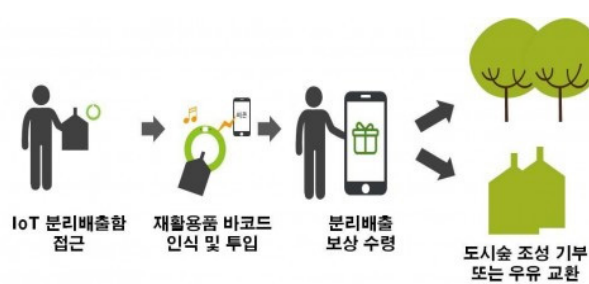 IoT 분리배출함
접근
재활용품 바코드
인식 및 투입
분리배출
보상 수령
도시숲 조성 기부
또는 우유 교환